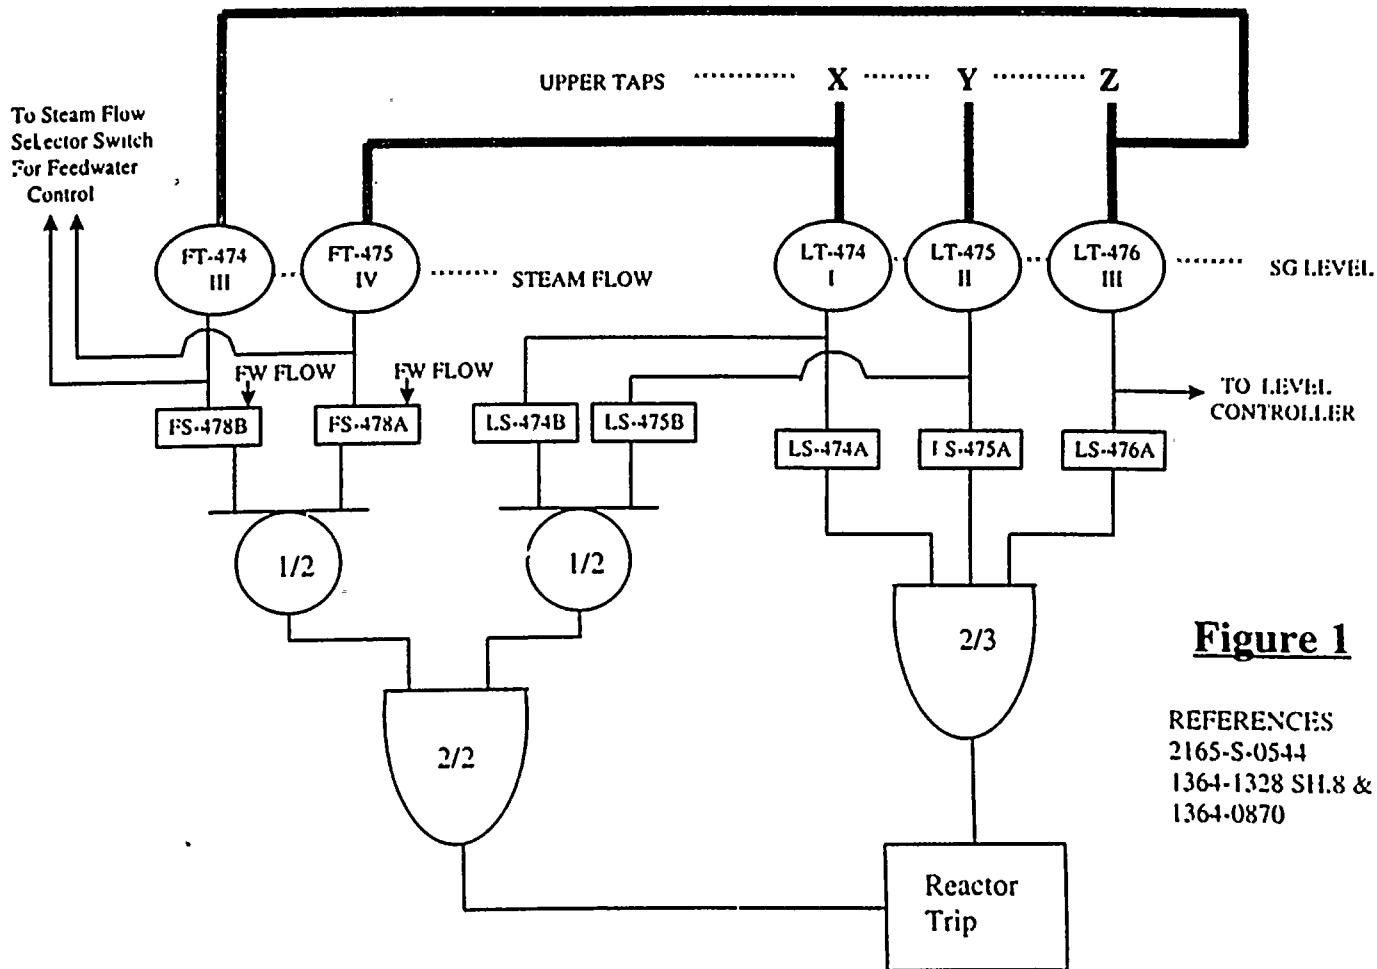 UPPER TAPS
X
Y
Z
To Steam Flow
Selector Switch
For Feedwater
Control
FT-474
III
FT-475
IV
STEAM FLOW
LT-474
I
LT-475
II
LT-476
III
SG LEVEL
FW FLOW
FW FLOW
FS-478B
FS-478A
LS-474B
LS-475B
TO LEVEL
CONTROLLER
LS-474A
LS-475A
LS-476A
1/2
1/2
2/3
2/2
Figure 1
REFERENCES
2165-S-0544
1364-1328 SH.8 &
1364-0870
Reactor
Trip